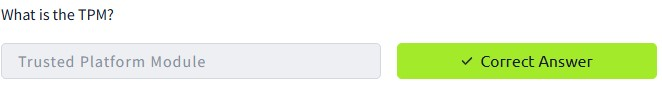 What is the TPM?
Trusted Platform Module
✓ Correct Answer